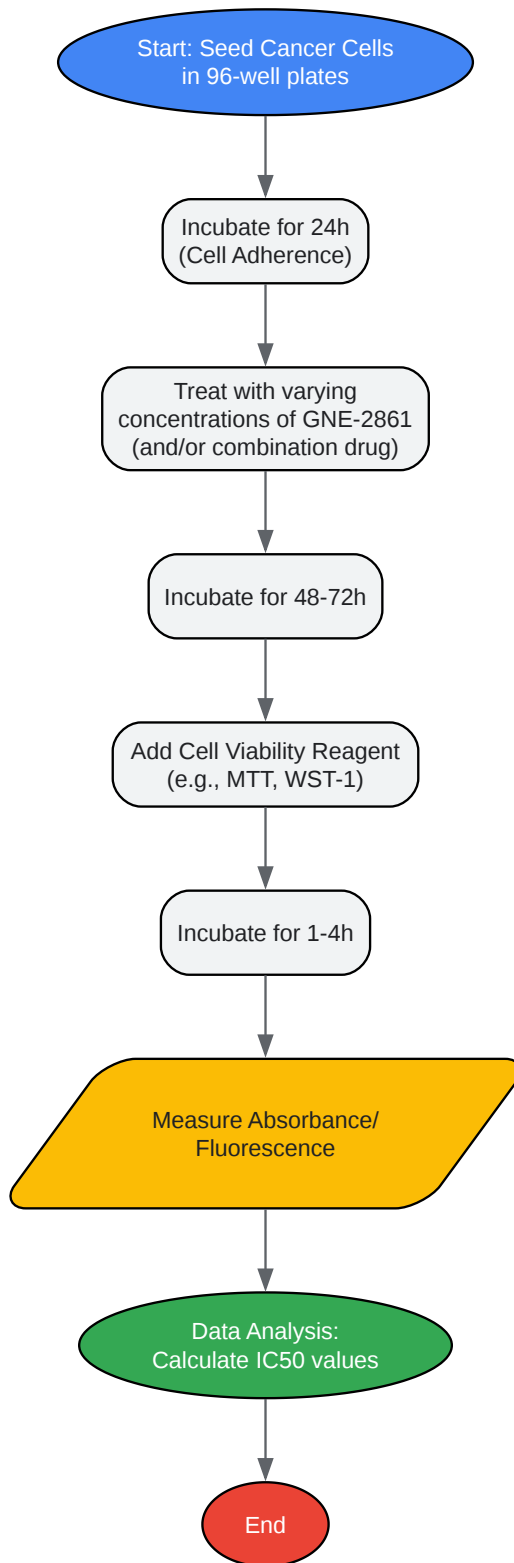 Start: Seed Cancer Cells
in 96-well plates
Incubate for 24h
(Cell Adherence)
Treat with varying
concentrations of GNE-2861
(and/or combination drug)
Incubate for 48-72h
Add Cell Viability Reagent
(e.g., MTT, WST-1)
Incubate for 1-4h
Measure Absorbance/
Fluorescence
Data Analysis:
Calculate IC50 values
End